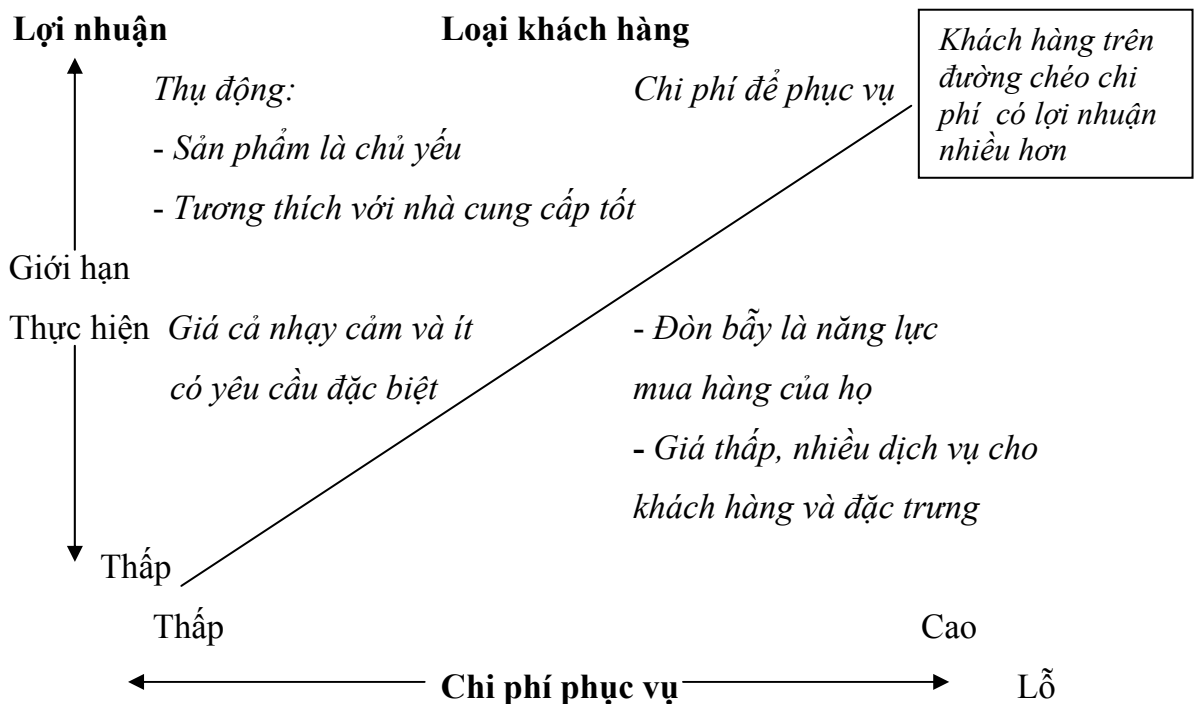 Lợi nhuận
Loại khách hàng
Khách hàng trên
đường chéo chi
phí có lợi nhuận
nhiều hơn
Thụ động:
- Sản phẩm là chủ yếu
- Tương thích với nhà cung cấp tốt
Chi phí để phục vụ
Giới hạn
Thực hiện
Giá cả nhạy cảm và ít
có yêu cầu đặc biệt
- Đòn bẫy là năng lực
mua hàng của họ
- Giá thấp, nhiều dịch vụ cho
khách hàng và đặc trưng
Thấp
Thấp
Cao
Chi phí phục vụ
Lỗ